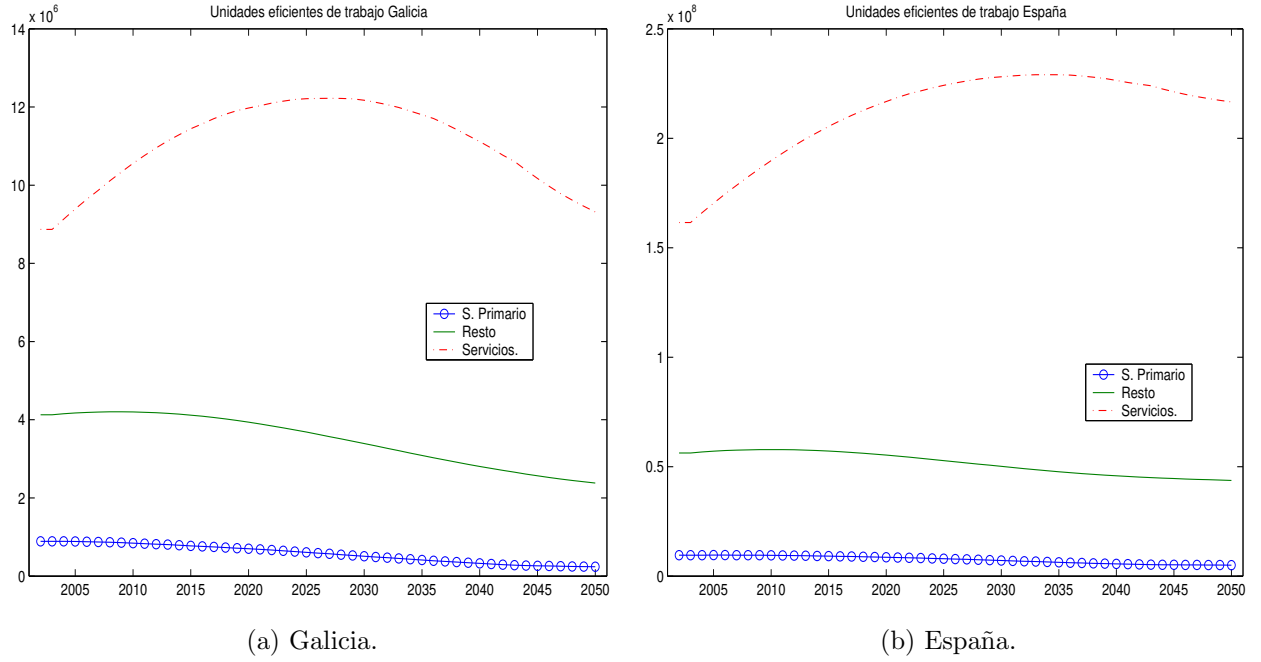 Unidades eficientes de trabajo Galicia
x 10^6
14
12
10
8
6
4
2
0
2005 2010 2015 2020 2025 2030 2035 2040 2045 2050
S. Primario
Resto
Servicios.
(a) Galicia.
Unidades eficientes de trabajo España
x 10^8
2.5
2
1.5
1
0.5
0
2005 2010 2015 2020 2025 2030 2035 2040 2045 2050
S. Primario
Resto
Servicios.
(b) España.